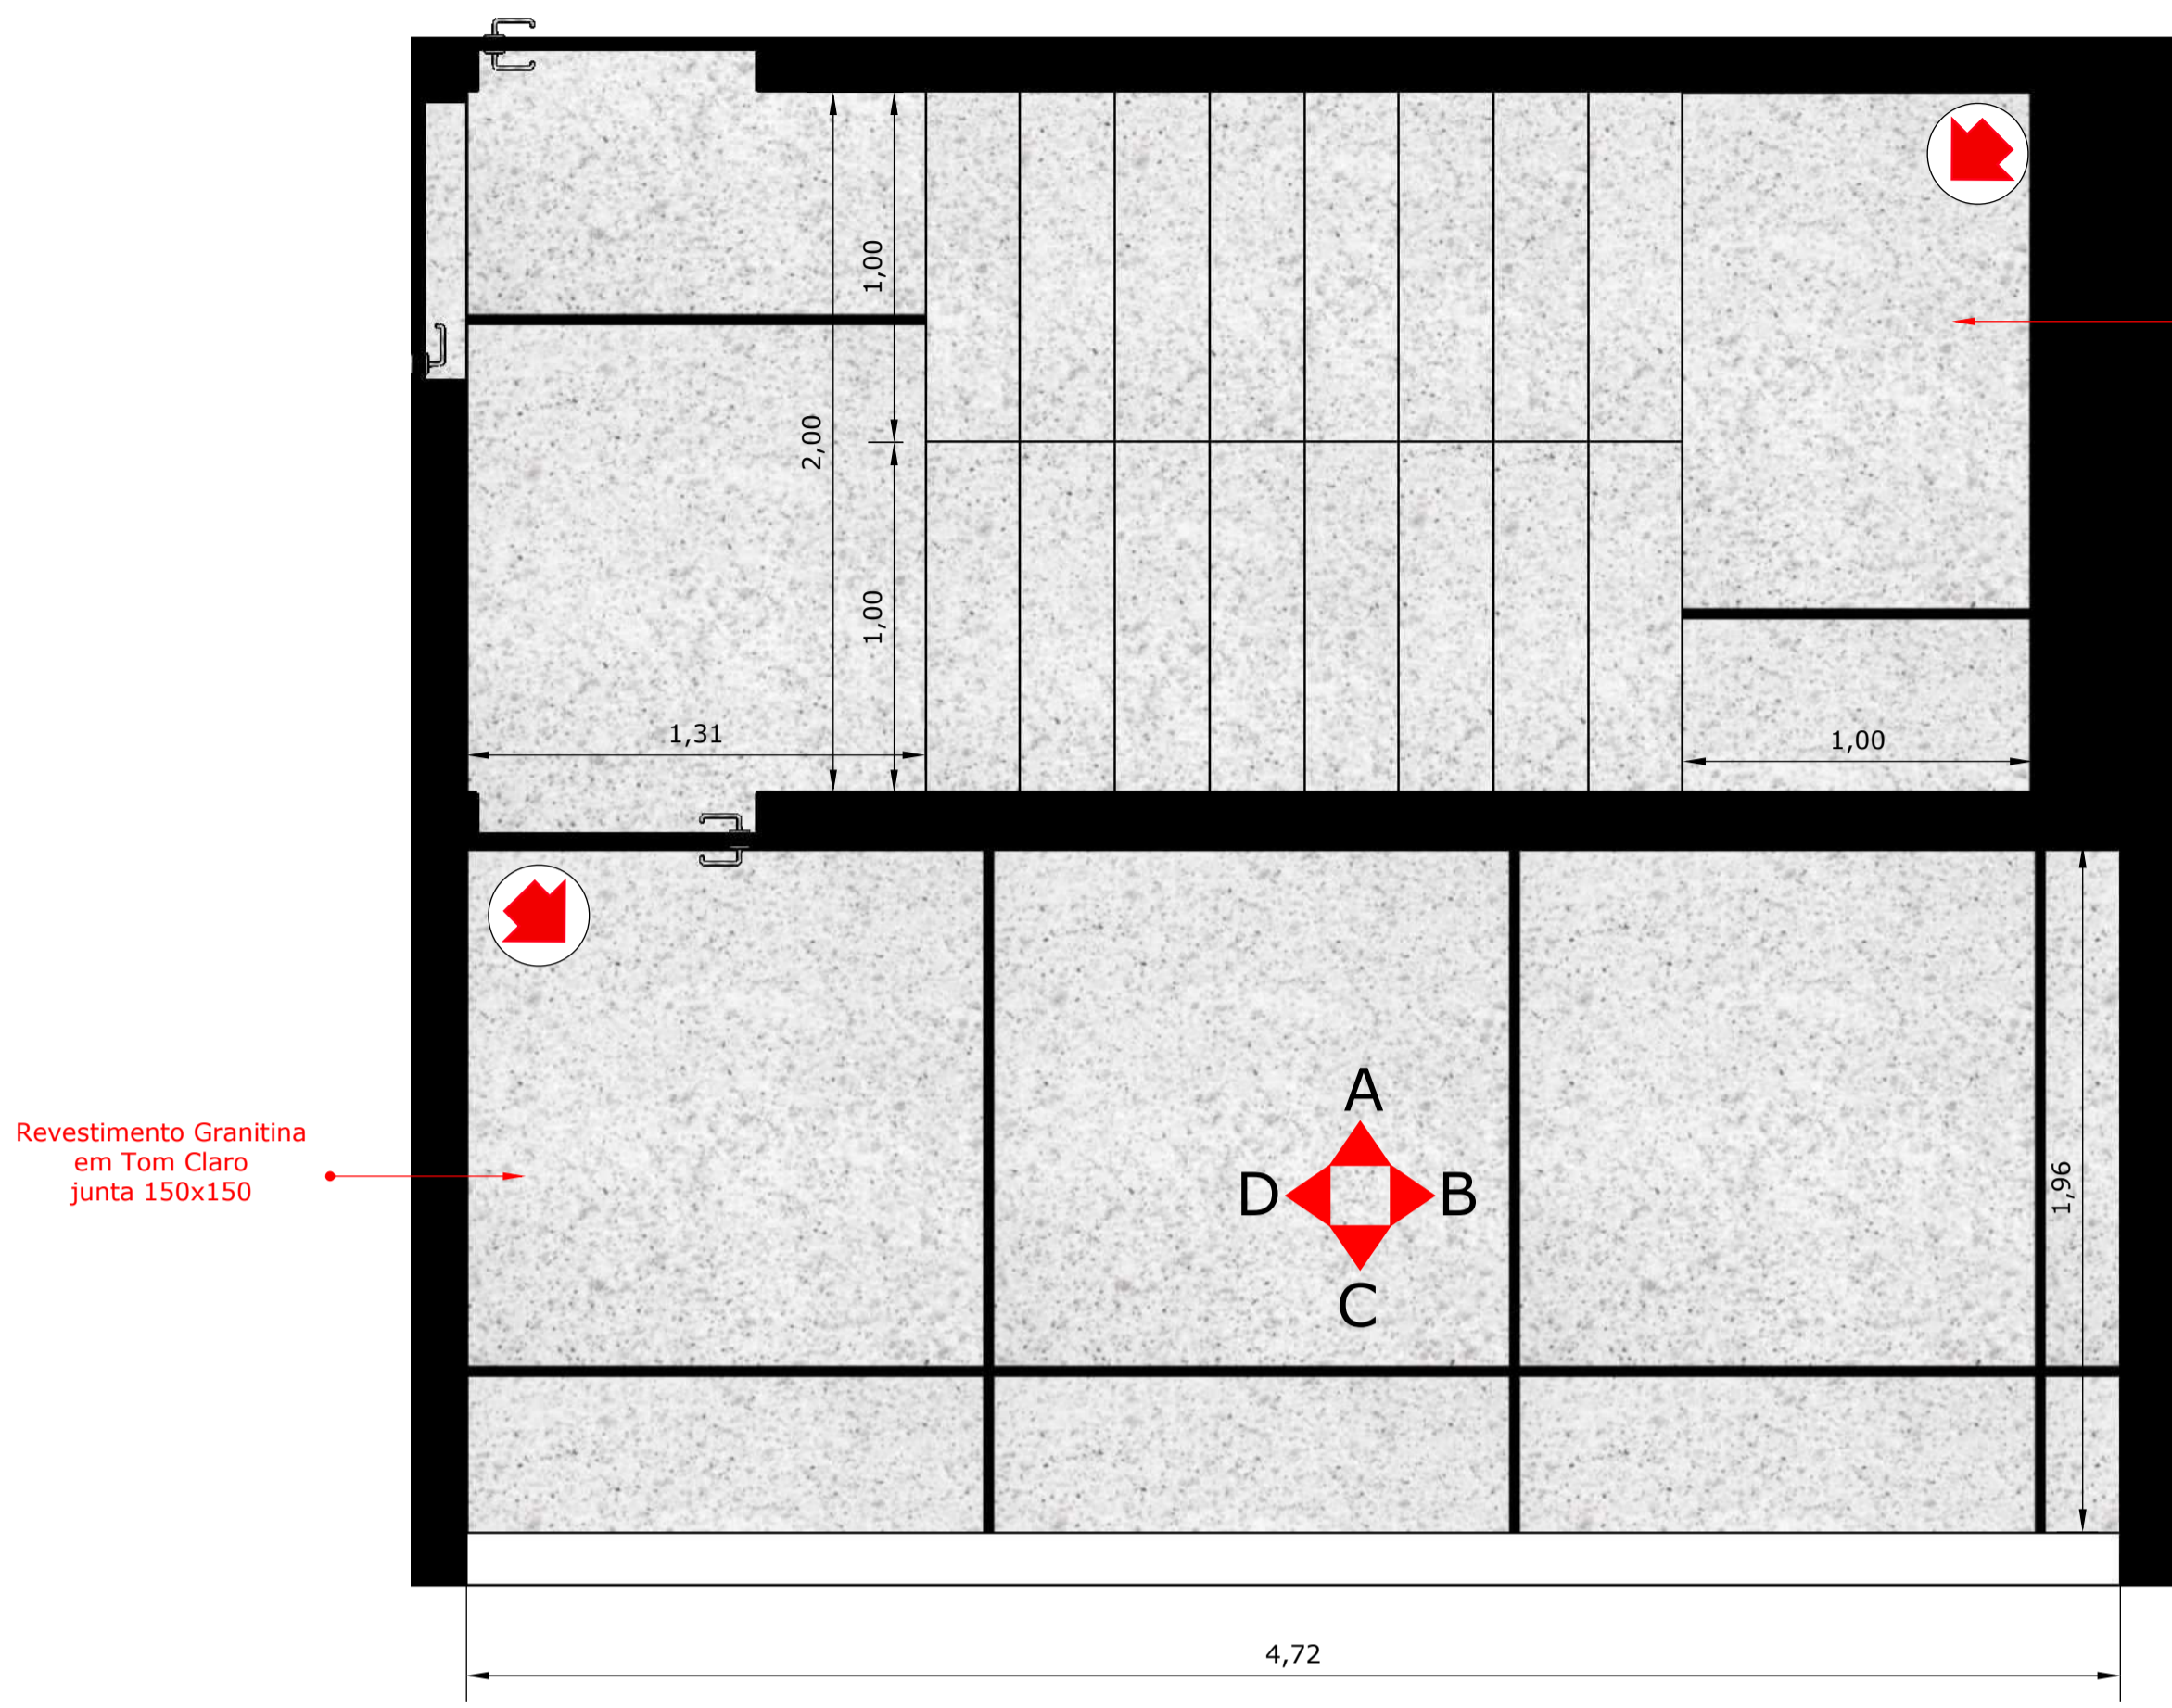 1,00
2,00
1,00
1,31
1,00
A
D
B
C
Revestimento Granitina
em Tom Claro
junta 150x150
1,96
4,72